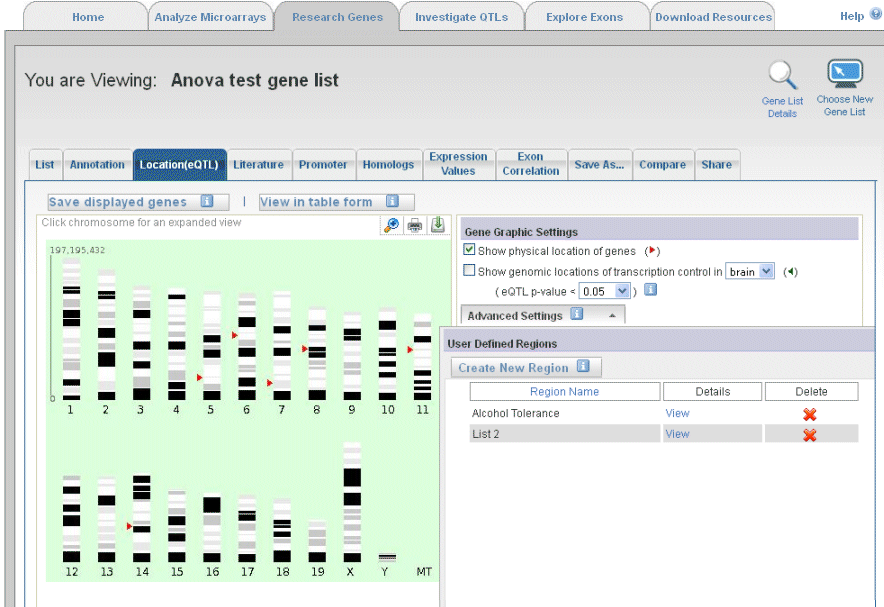 Home Analyze Microarrays Research Genes Investigate QTLs Explore Exons Download Resources Help
You are Viewing: Anova test gene list
Gene List Details
Choose New Gene List
List Annotation Location(eQTL) Literature Promoter Homologs Expression Values Exon Correlation Save As... Compare Share
Save displayed genes i | View in table form i
Click chromosome for an expanded view
197,195,432
0
1 2 3 4 5 6 7 8 9 10 11
12 13 14 15 16 17 18 19 X Y MT
Gene Graphic Settings
Show physical location of genes ( )
Show genomic locations of transcription control in brain ( )
( eQTL p-value < 0.05 ) i
Advanced Settings i
User Defined Regions
Create New Region i
Region Name Details Delete
Alcohol Tolerance View
List 2 View